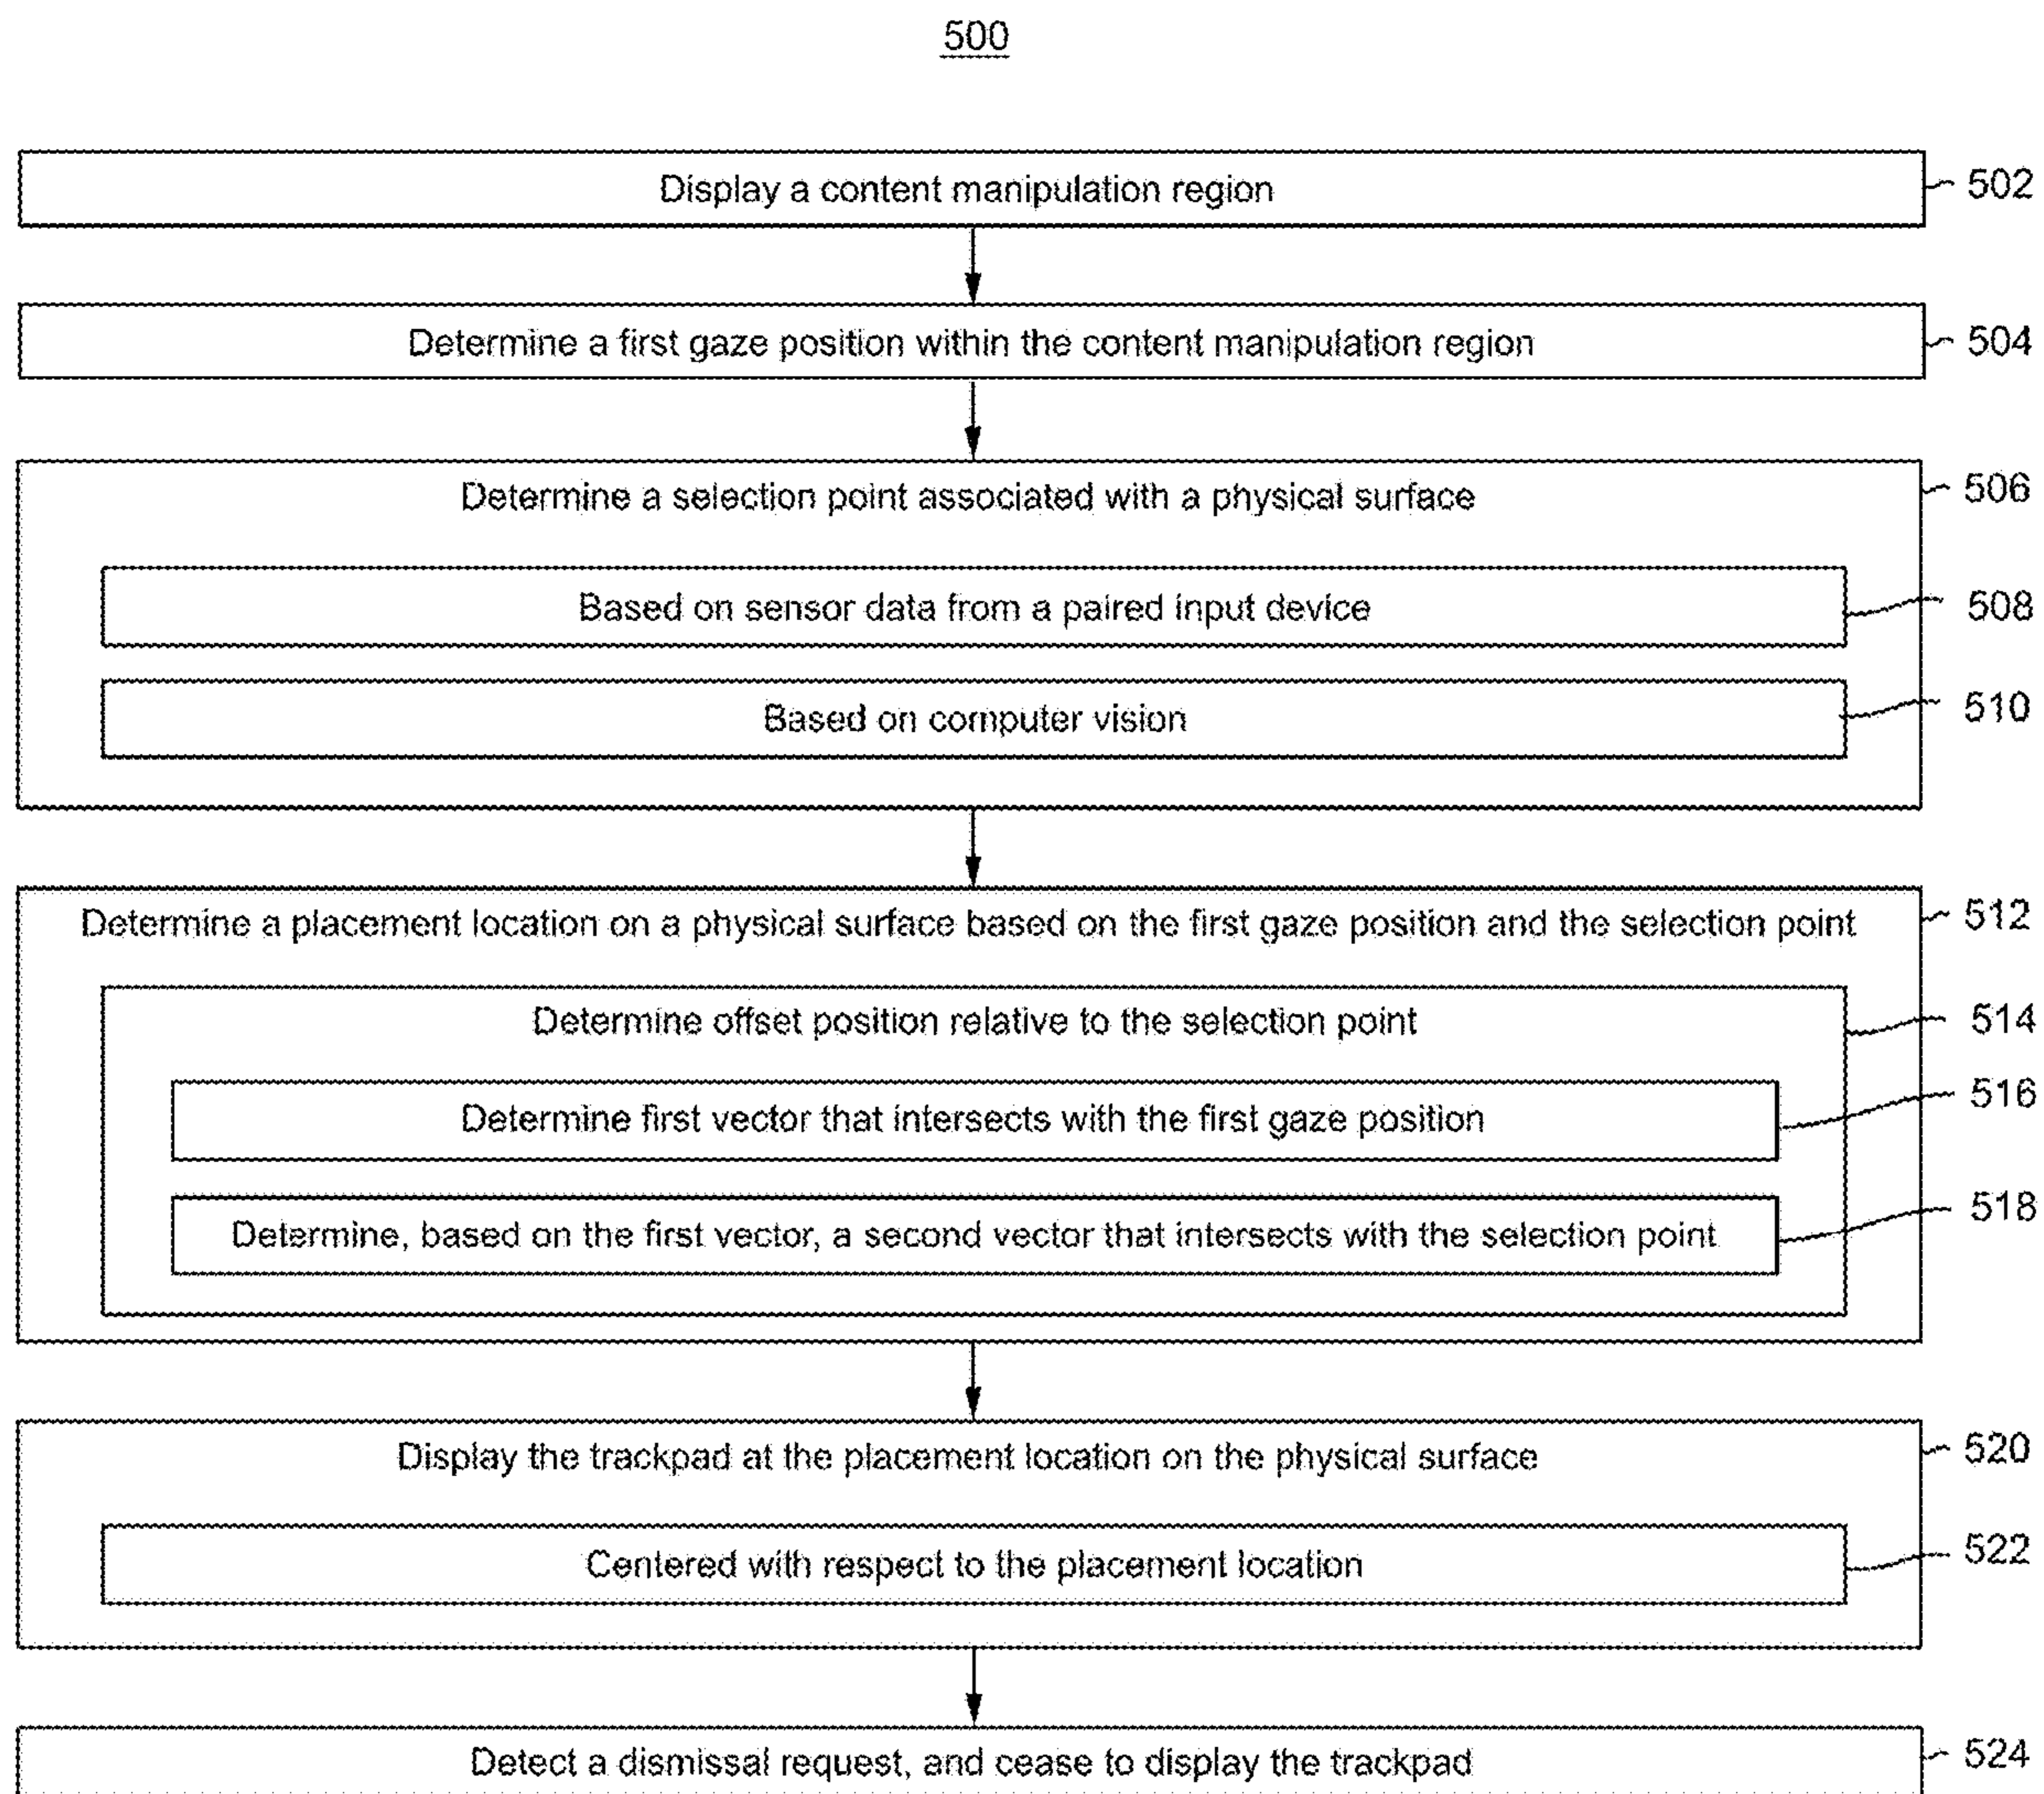 500
Display a content manipulation region 502
Determine a first gaze position within the content manipulation region 504
Determine a selection point associated with a physical surface 506
Based on sensor data from a paired input device 508
Based on computer vision 510
Determine a placement location on a physical surface based on the first gaze position and the selection point 512
Determine offset position relative to the selection point 514
Determine first vector that intersects with the first gaze position 516
Determine, based on the first vector, a second vector that intersects with the selection point 518
Display the trackpad at the placement location on the physical surface 520
Centered with respect to the placement location 522
Detect a dismissal request, and cease to display the trackpad 524